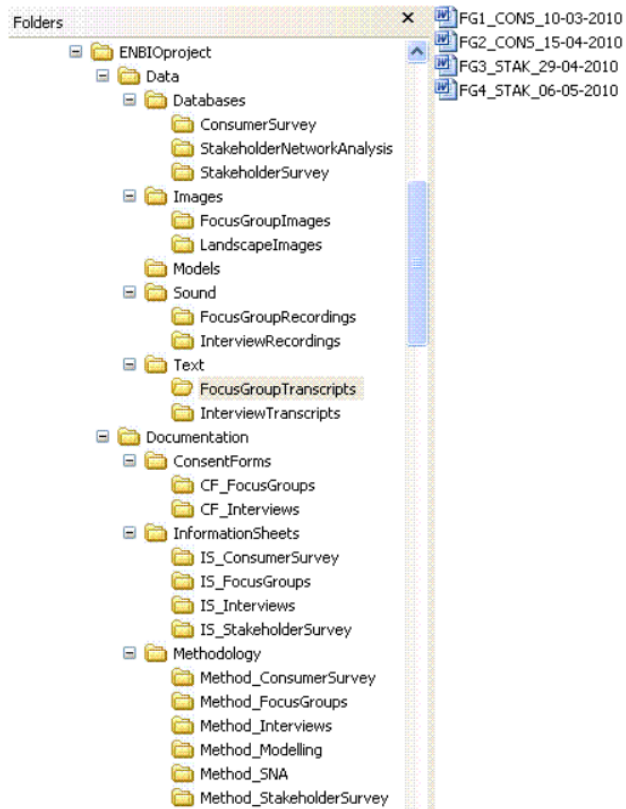 Folders
ENBIOproject
Data
Databases
ConsumerSurvey
StakeholderNetworkAnalysis
StakeholderSurvey
Images
FocusGroupImages
LandscapeImages
Models
Sound
FocusGroupRecordings
InterviewRecordings
Text
FocusGroupTranscripts
InterviewTranscripts
Documentation
ConsentForms
CF_FocusGroups
CF_Interviews
InformationSheets
IS_ConsumerSurvey
IS_FocusGroups
IS_Interviews
IS_StakeholderSurvey
Methodology
Method_ConsumerSurvey
Method_FocusGroups
Method_Interviews
Method_Modelling
Method_SNA
Method_StakeholderSurvey
FG1_CONS_10-03-2010
FG2_CONS_15-04-2010
FG3_STAK_29-04-2010
FG4_STAK_06-05-2010